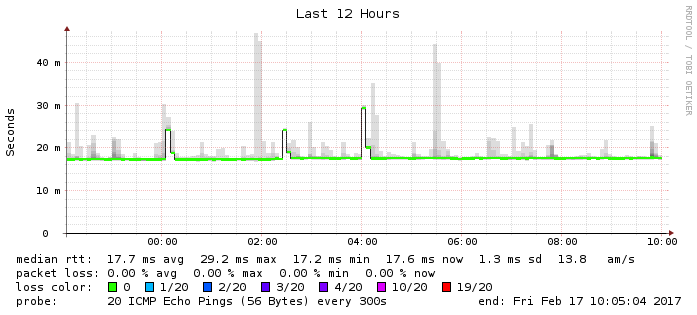 Last 12 Hours
RRDTOOL / TOBI OETIKER
Seconds
40 m
30 m
20 m
10 m
0
00:00 02:00 04:00 06:00 08:00 10:00
median rtt: 17.7 ms avg 29.2 ms max 17.2 ms min 17.6 ms now 1.3 ms sd 13.8 am/s
packet loss: 0.00 % avg 0.00 % max 0.00 % min 0.00 % now
loss color: 0 1/20 2/20 3/20 4/20 10/20 19/20
probe: 20 ICMP Echo Pings (56 Bytes) every 300s end: Fri Feb 17 10:05:04 2017